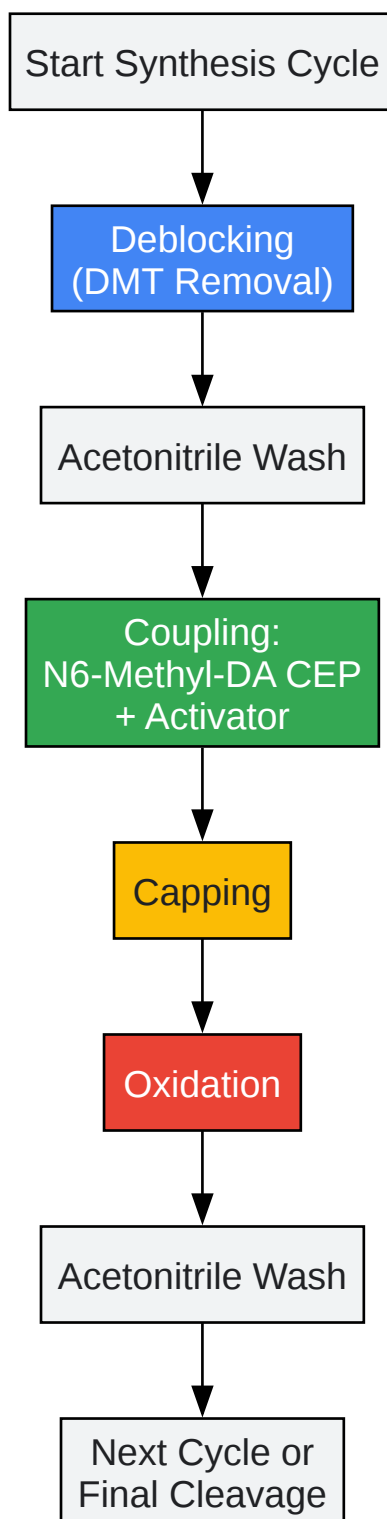 Start Synthesis Cycle
Deblocking
(DMT Removal)
Acetonitrile Wash
Coupling:
N6-Methyl-DA CEP
+ Activator
Capping
Oxidation
Acetonitrile Wash
Next Cycle or
Final Cleavage